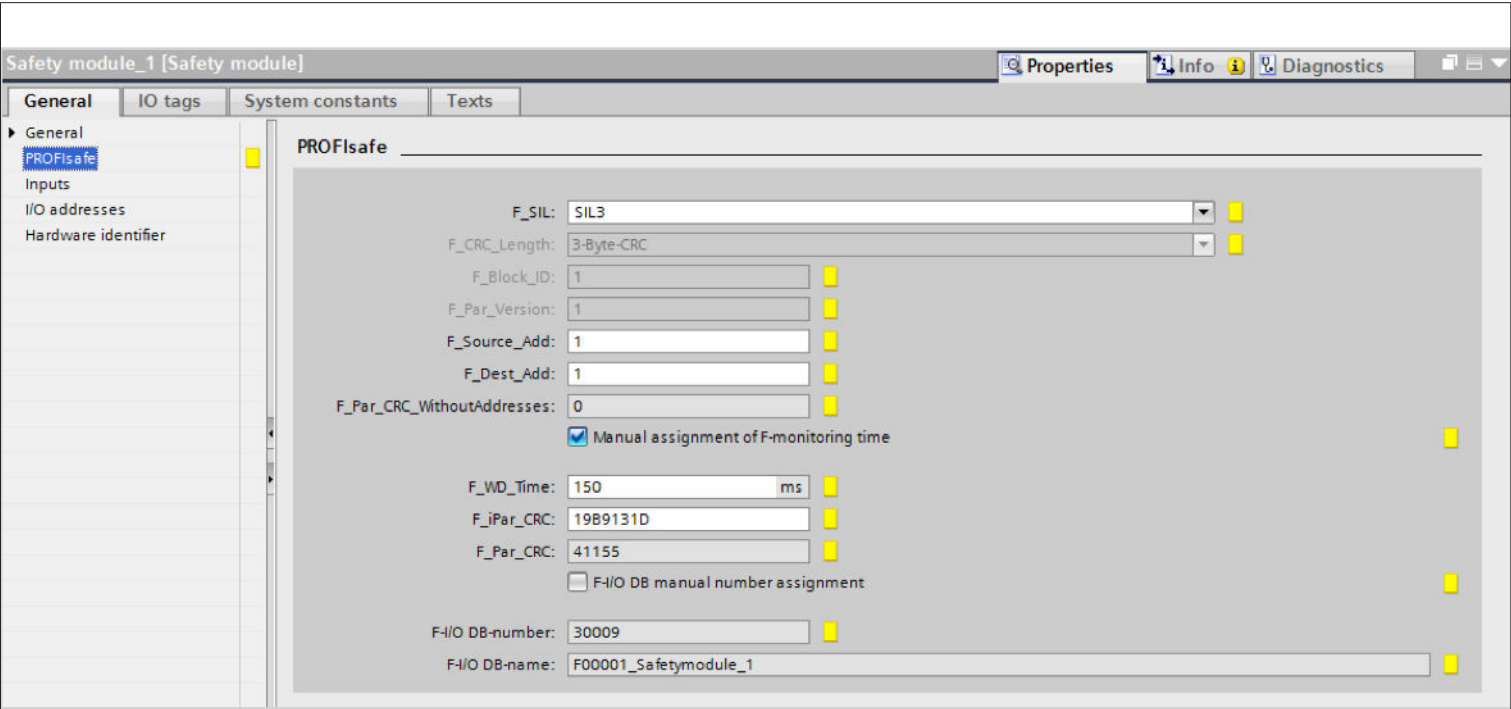 Safety module_1 [Safety module]
Properties
Info
Diagnostics
General
IO tags
System constants
Texts
General
PROFIsafe
Inputs
I/O addresses
Hardware identifier
PROFIsafe
F_SIL: SIL3
F_CRC_Length: 3-Byte-CRC
F_Block_ID: 1
F_Par_Version: 1
F_Source_Add: 1
F_Dest_Add: 1
F_Par_CRC_WithoutAddresses: 0
Manual assignment of F-monitoring time
F_WD_Time: 150 ms
F_iPar_CRC: 19B9131D
F_Par_CRC: 41155
F-I/O DB manual number assignment
F-I/O DB-number: 30009
F-I/O DB-name: F00001_Safetymodule_1